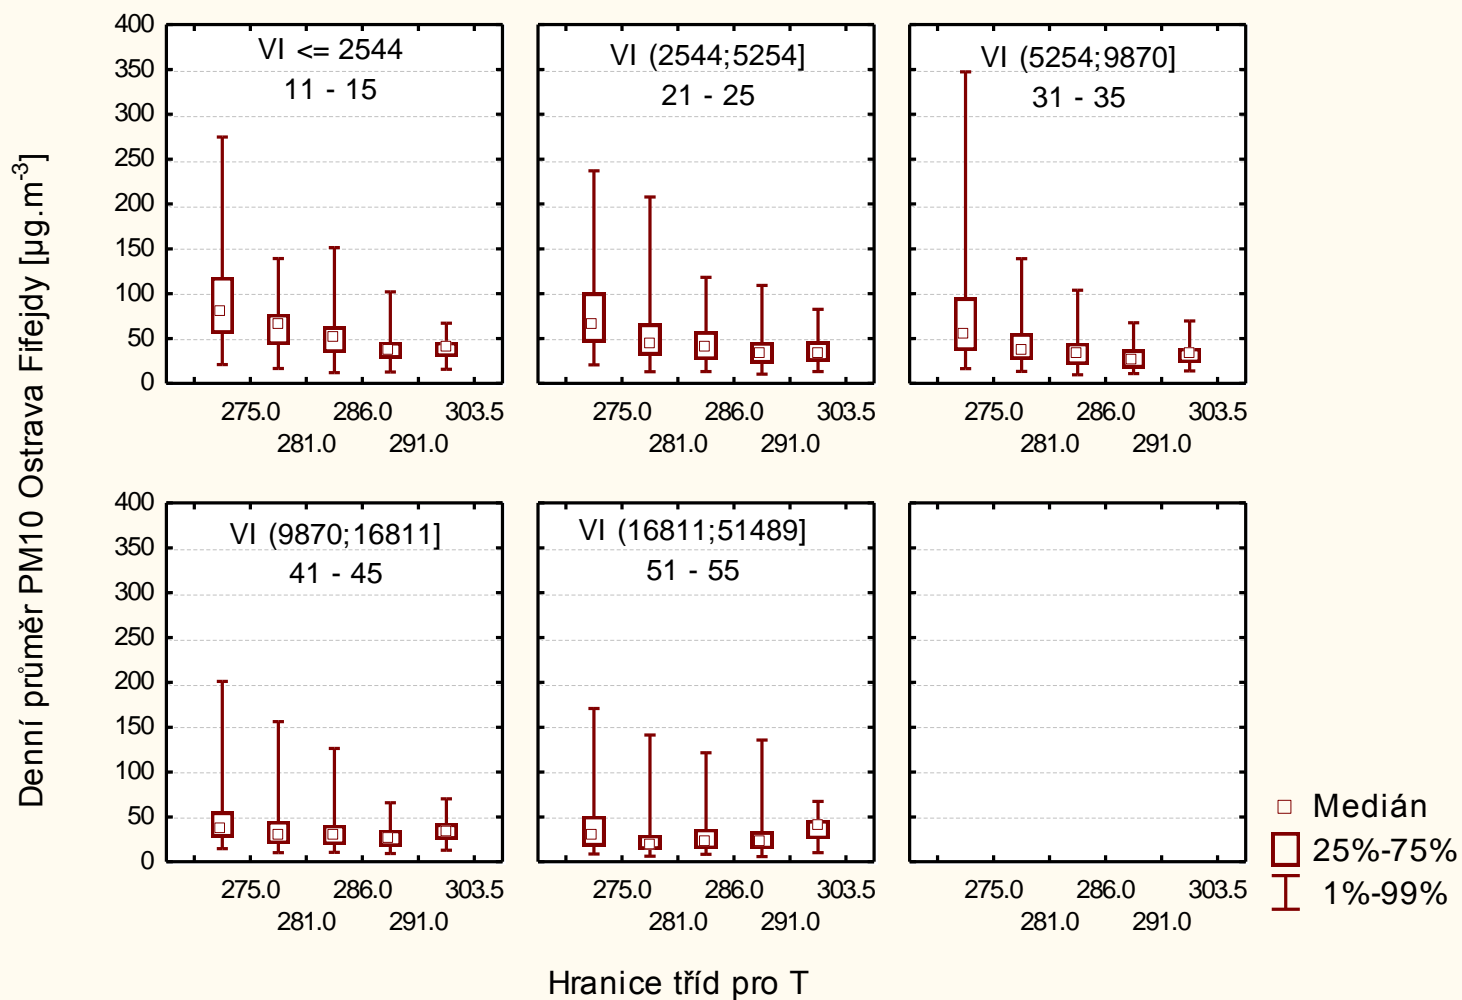 Denní průměr PM10 Ostrava Fifejdy [µg.m-3]
400
350
300
250
200
150
100
50
0
VI <= 2544
11 - 15
VI (2544;5254]
21 - 25
VI (5254;9870]
31 - 35
275.0 286.0 303.5
281.0 291.0
275.0 286.0 303.5
281.0 291.0
275.0 286.0 303.5
281.0 291.0
400
350
300
250
200
150
100
50
0
VI (9870;16811]
41 - 45
VI (16811;51489]
51 - 55
275.0 286.0 303.5
281.0 291.0
275.0 286.0 303.5
281.0 291.0
275.0 286.0 303.5
281.0 291.0
Medián
25%-75%
1%-99%
Hranice tříd pro T